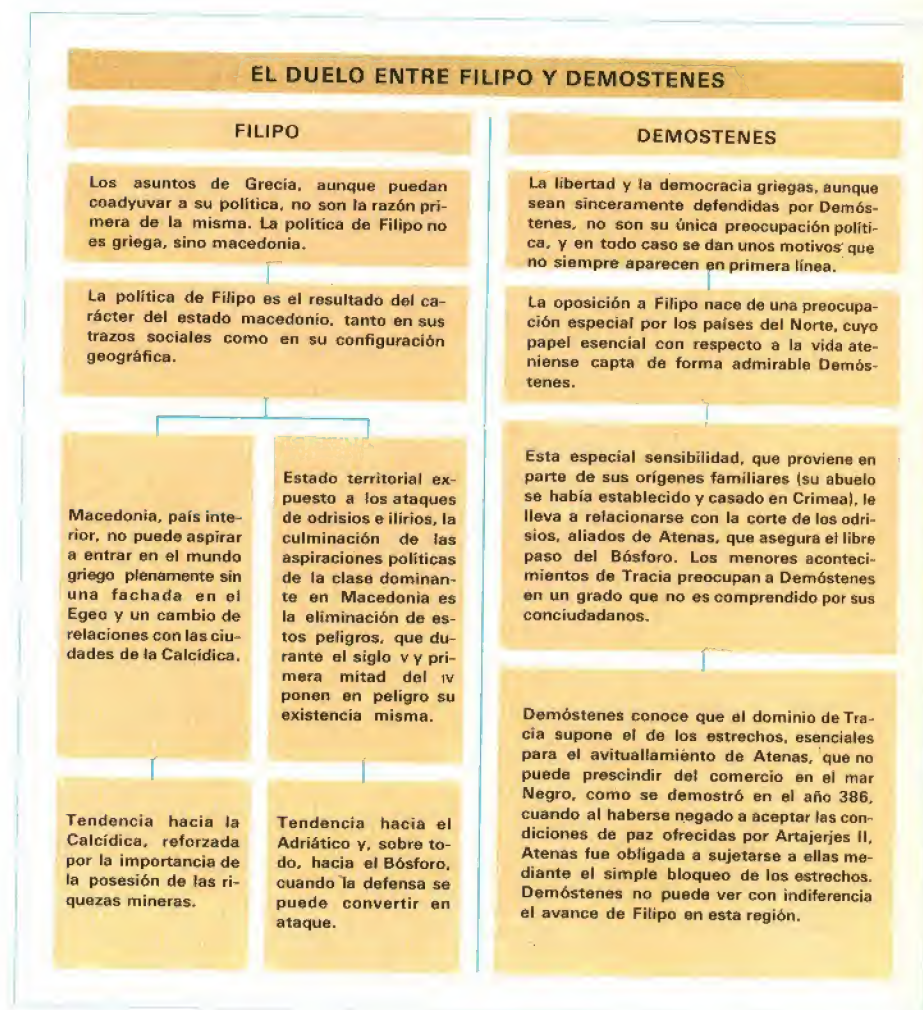 EL DUELO ENTRE FILIPO Y DEMOSTENES
FILIPO
Los asuntos de Grecia, aunque puedan
coadyuvar a su política, no son la razón pri-
mera de la misma. La política de Filipo no
es griega, sino macedonia.
La política de Filipo es el resultado del ca-
rácter del estado macedonio, tanto en sus
trazos sociales como en su configuración
geográfica.
Macedonia, país inte-
rior, no puede aspirar
a entrar en el mundo
griego plenamente sin
una fachada en el
Egeo y un cambio de
relaciones con las ciu-
dades de la Calcídica.
Tendencia hacia la
Calcídica, reforzada
por la importancia de
la posesión de las ri-
quezas mineras.
Estado territorial ex-
puesto a los ataques
de odrisios e ilirios, la
culminación de las
aspiraciones políticas
de la clase dominan-
te en Macedonia es
la eliminación de es-
tos peligros, que du-
rante el siglo V y pri-
mera mitad del IV
ponen en peligro su
existencia misma.
Tendencia hacia el
Adriático y, sobre to-
do, hacia el Bósforo,
cuando la defensa se
puede convertir en
ataque.
DEMOSTENES
La libertad y la democracia griegas, aunque
sean sinceramente defendidas por Demós-
tenes, no son su única preocupación políti-
ca, y en todo caso se dan unos motivos que
no siempre aparecen en primera línea.
La oposición a Filipo nace de una preocupa-
ción especial por los países del Norte, cuyo
papel esencial con respecto a la vida ate-
niense capta de forma admirable Demós-
tenes.
Esta especial sensibilidad, que proviene en
parte de sus orígenes familiares (su abuelo
se había establecido y casado en Crimea), le
lleva a relacionarse con la corte de los odri-
sios, aliados de Atenas, que asegura el libre
paso del Bósforo. Los menores aconteci-
mientos de Tracia preocupan a Demóstenes
en un grado que no es comprendido por sus
conciudadanos.
Demóstenes conoce que el dominio de Tra-
cia supone el de los estrechos, esenciales
para el avituallamiento de Atenas, que no
puede prescindir del comercio en el mar
Negro, como se demostró en el año 386,
cuando al haberse negado a aceptar las con-
diciones de paz ofrecidas por Artajerjes II,
Atenas fue obligada a sujetarse a ellas me-
diante el simple bloqueo de los estrechos.
Demóstenes no puede ver con indiferencia
el avance de Filipo en esta región.